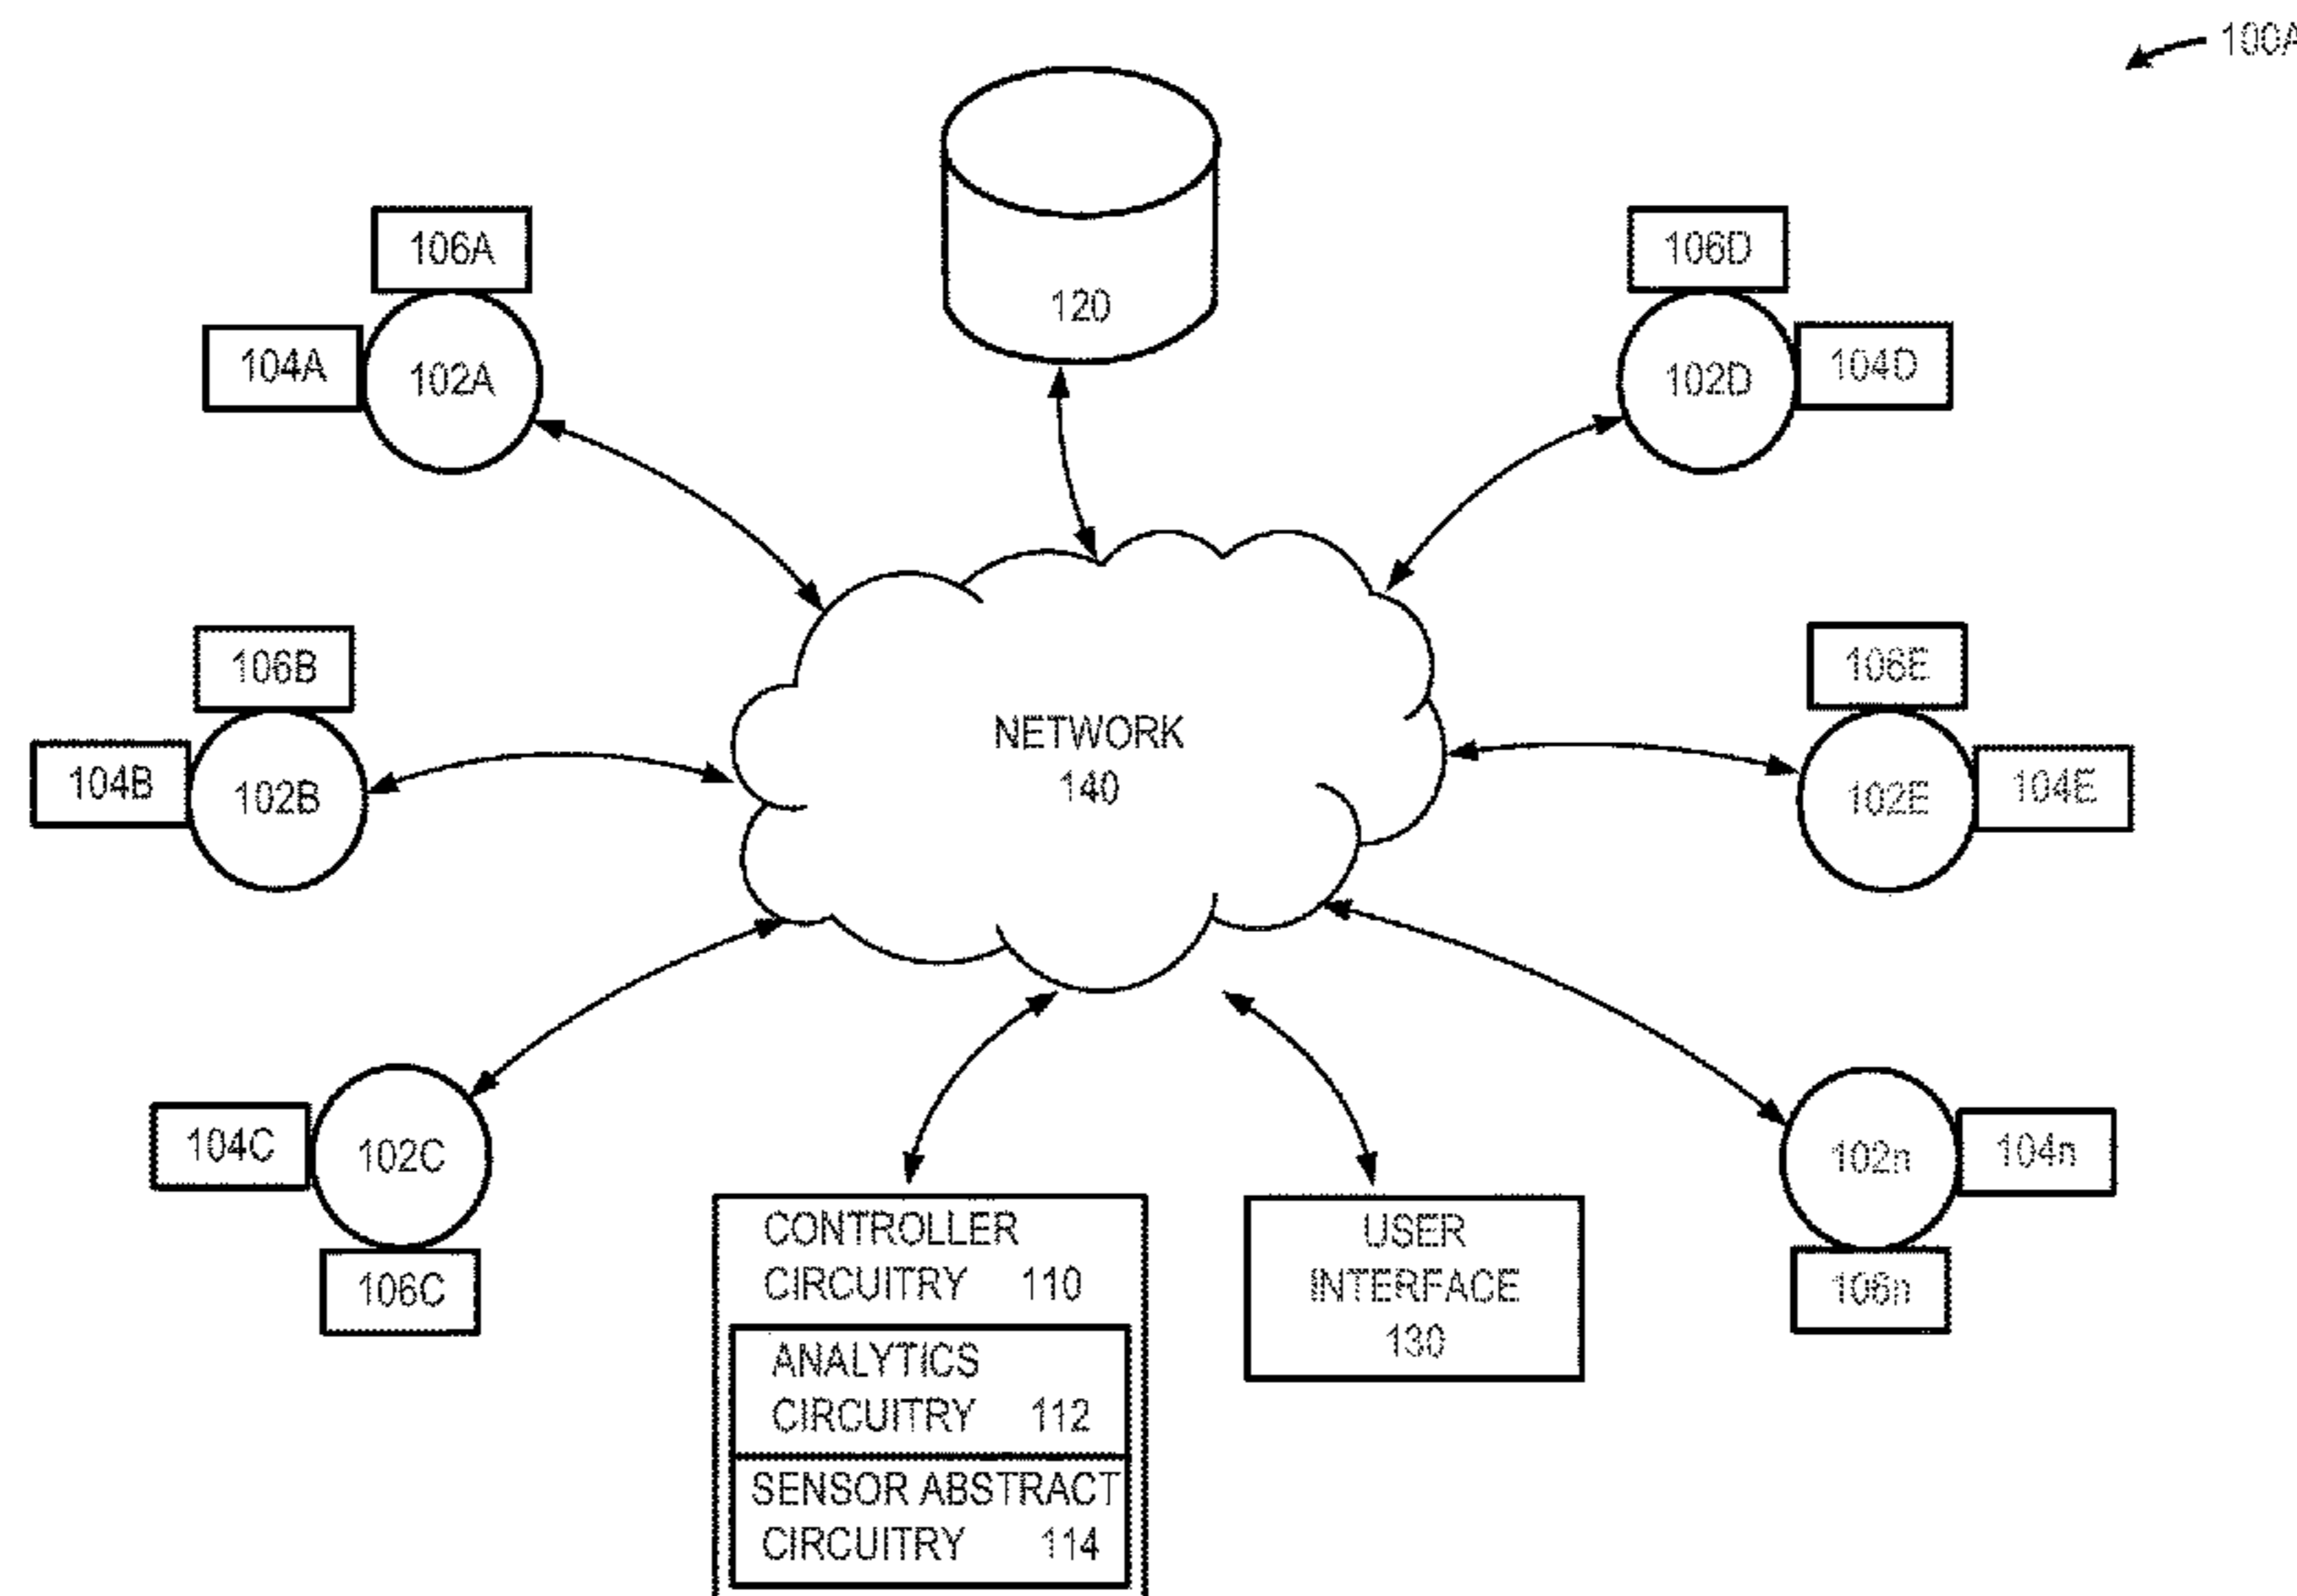 100A
120
106A
104A
102A
106D
102D
104D
106B
104B
102B
NETWORK
140
106E
102E
104E
104C
102C
106C
CONTROLLER
CIRCUITRY 110
ANALYTICS
CIRCUITRY 112
SENSOR ABSTRACT
CIRCUITRY 114
USER
INTERFACE
130
102n
104n
106n